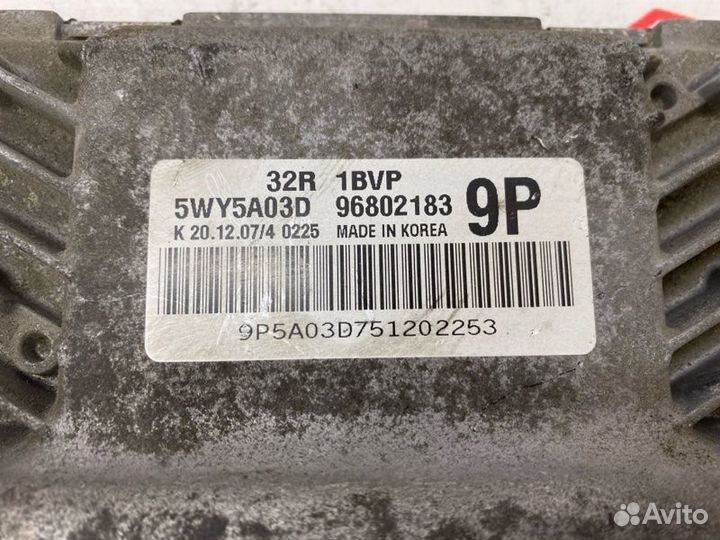 32R 1BVP
5WY5A03D 96802183 9P
K 20.12.07/4 0225 MADE IN KOREA
9P5A03D751202253
Avito